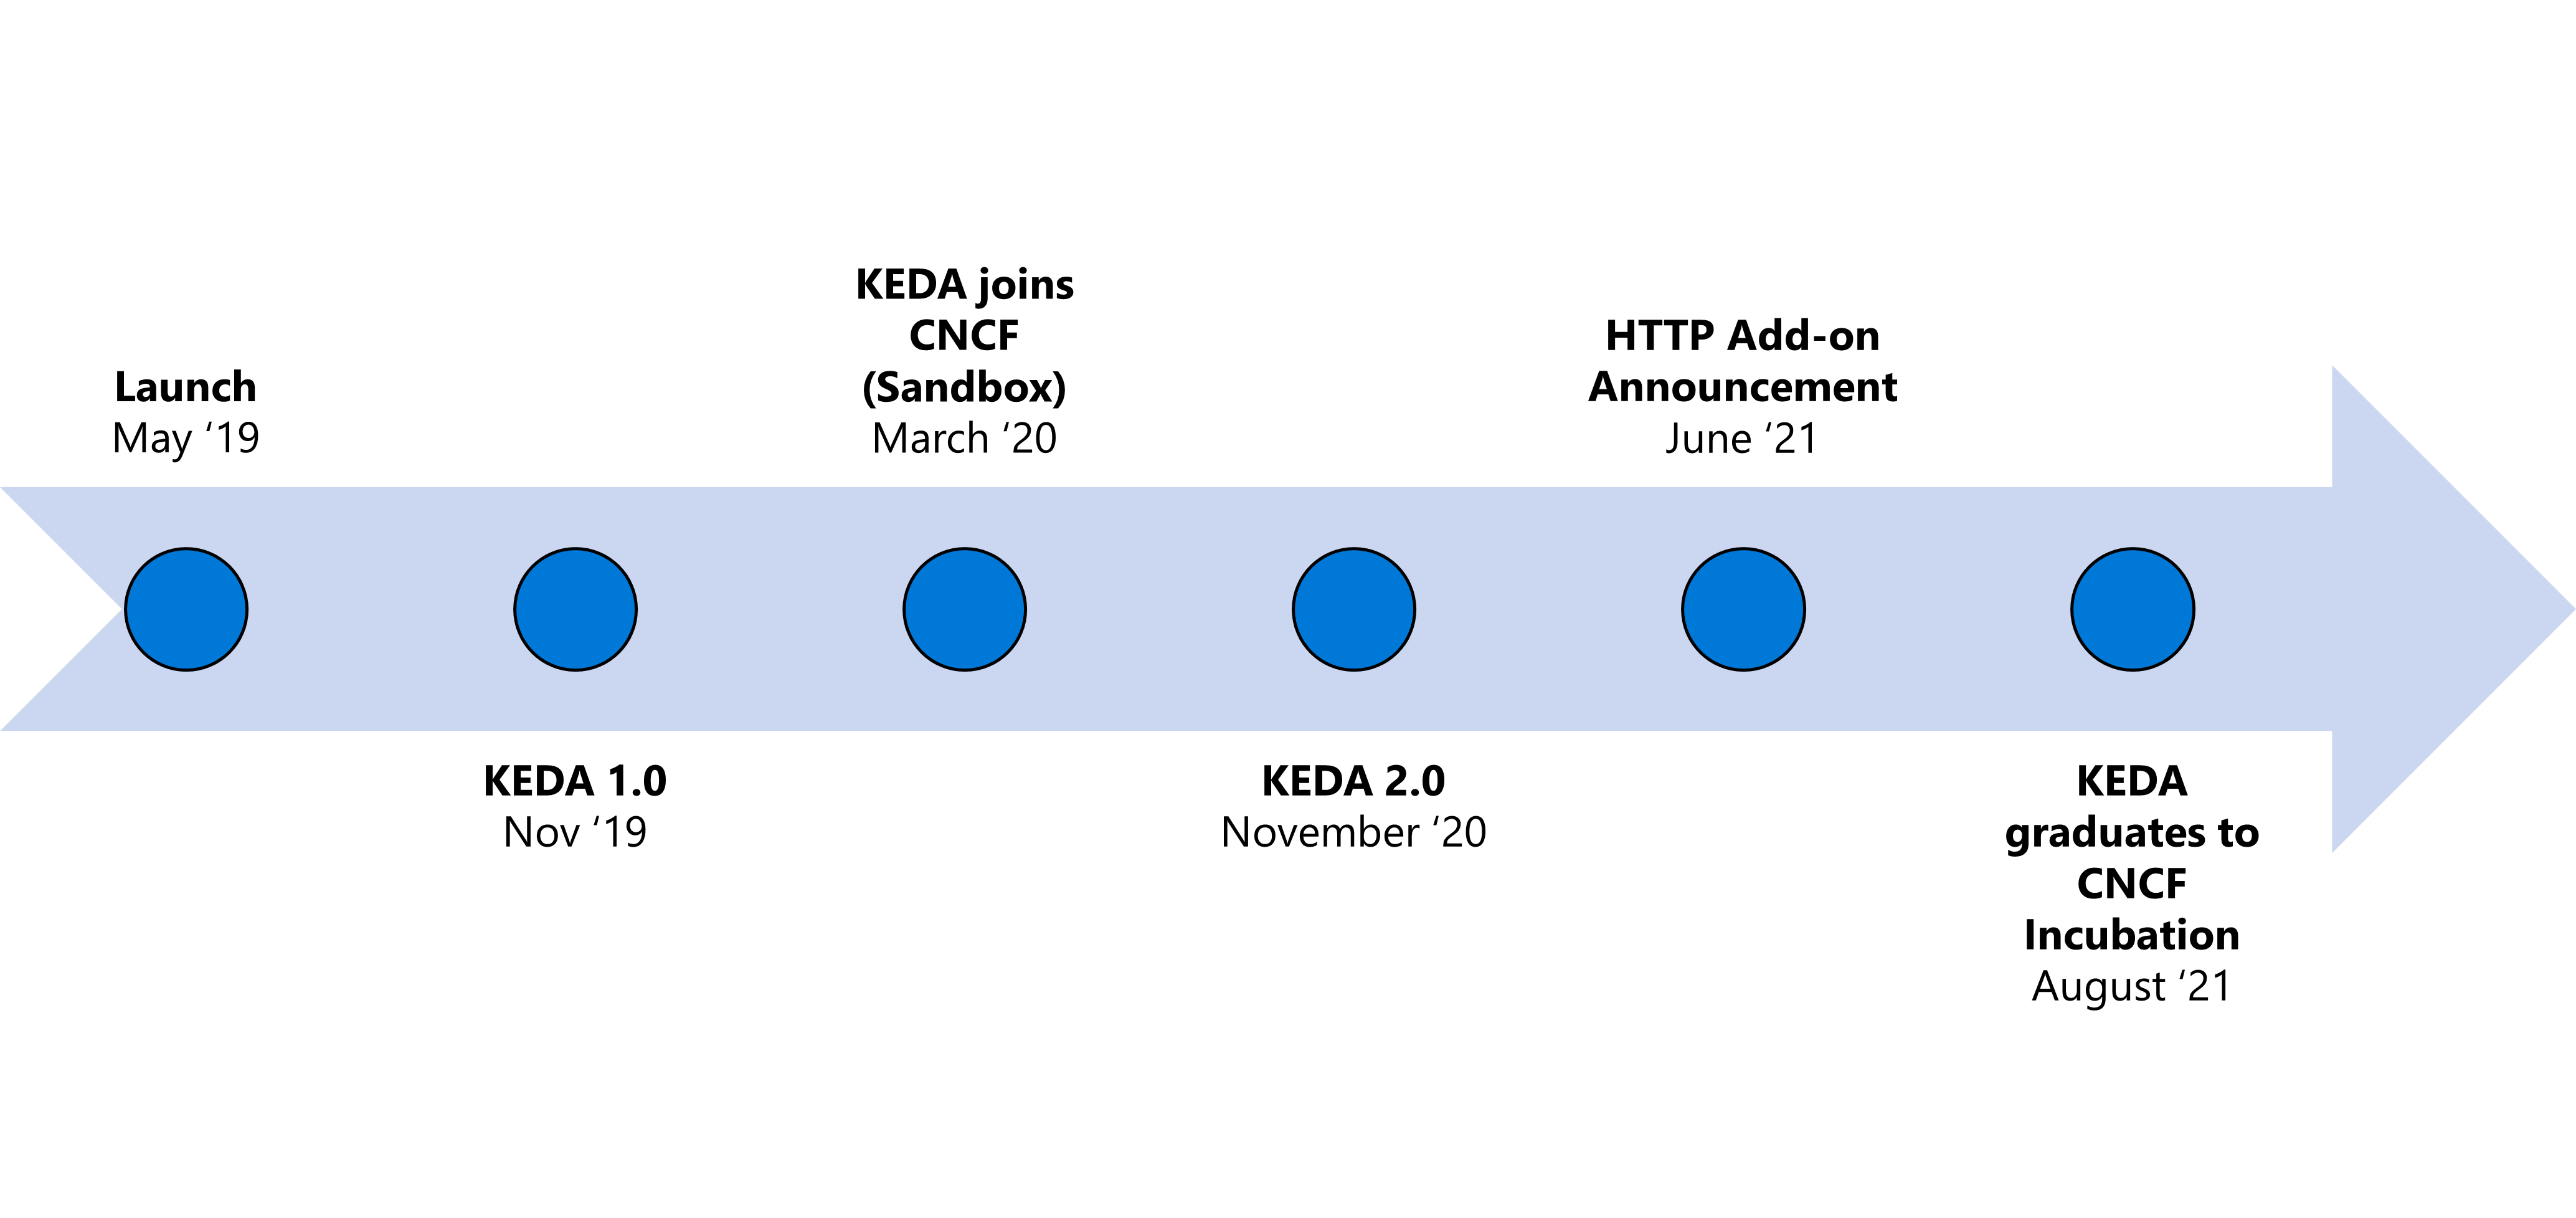 Launch
May ‘19
KEDA 1.0
Nov ‘19
KEDA joins
CNCF
(Sandbox)
March ‘20
KEDA 2.0
November ‘20
HTTP Add-on
Announcement
June ‘21
KEDA
graduates to
CNCF
Incubation
August ‘21